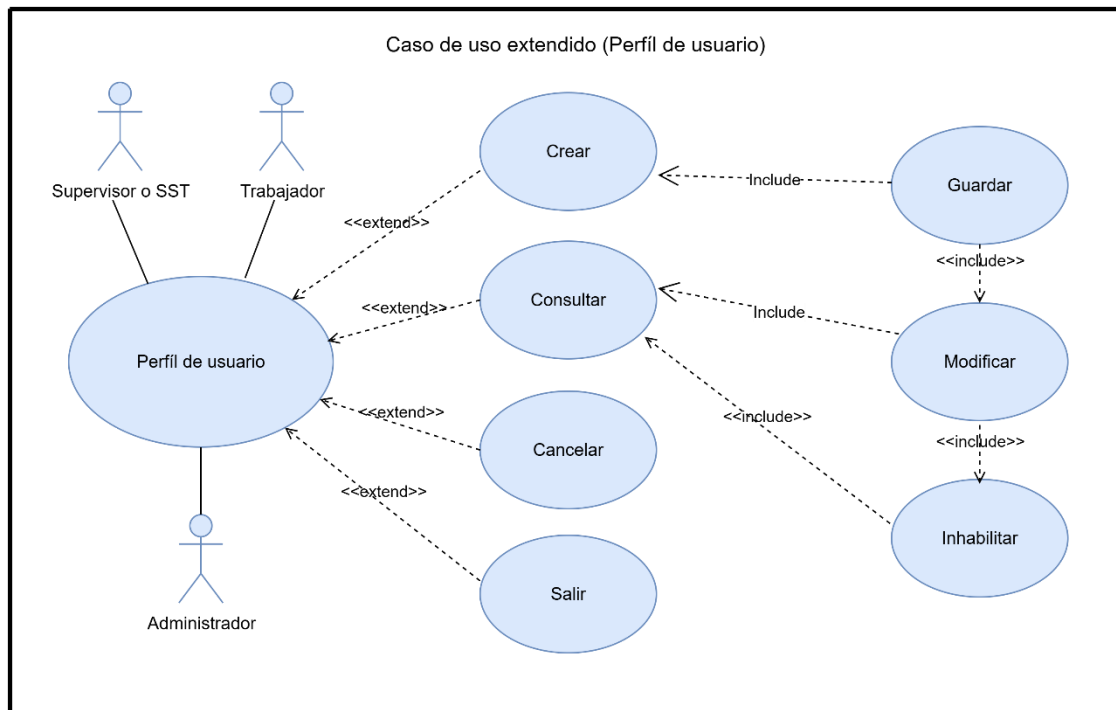 Caso de uso extendido (Perfíl de usuario)
Supervisor o SST
Trabajador
Perfíl de usuario
Administrador
<<extend>>
<<extend>>
<<extend>>
<<extend>>
Crear
Consultar
Cancelar
Salir
Include
Include
<<include>>
Guardar
<<include>>
Modificar
<<include>>
Inhabilitar